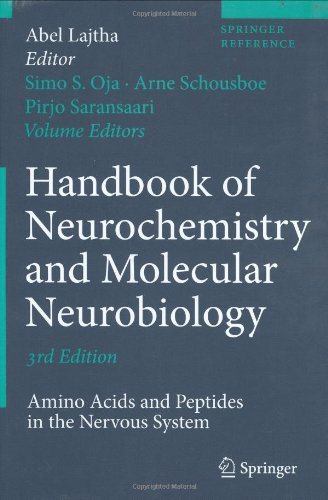 Abel Lajtha
Editor
SPRINGER
REFERENCE
Simo S. Oja · Arne Schousboe
Pirjo Saransaari
Volume Editors
Handbook of
Neurochemistry
and Molecular
Neurobiology
3rd Edition
Amino Acids and Peptides
in the Nervous System
Springer